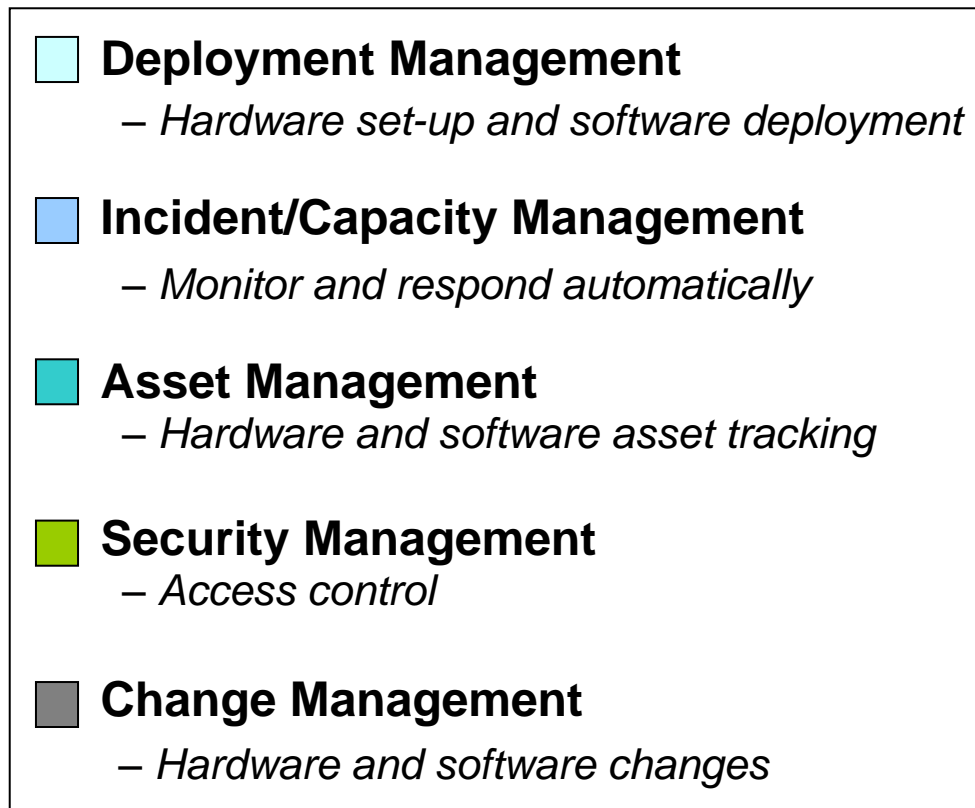 Deployment Management
– Hardware set-up and software deployment
Incident/Capacity Management
– Monitor and respond automatically
Asset Management
– Hardware and software asset tracking
Security Management
– Access control
Change Management
– Hardware and software changes